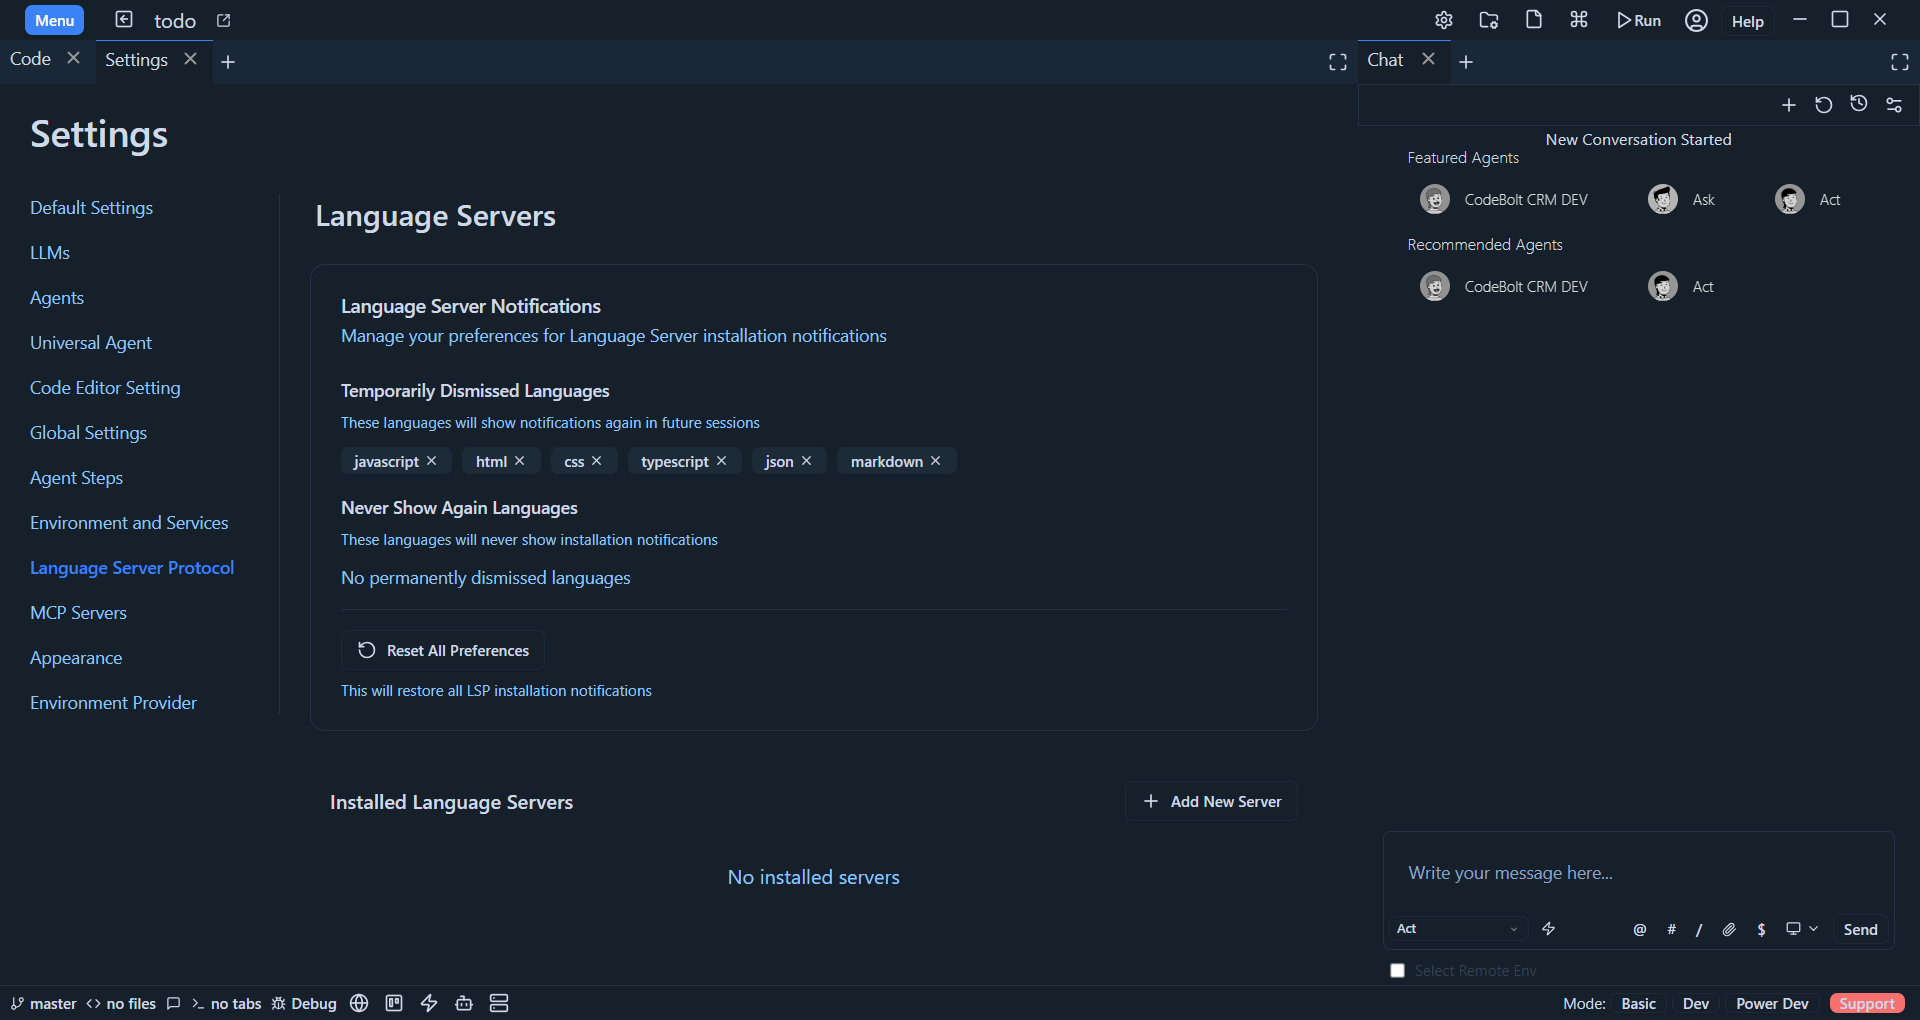 Menu
todo
Run
Help
Code
Settings
Chat
Settings
Default Settings
LLMs
Agents
Universal Agent
Code Editor Setting
Global Settings
Agent Steps
Environment and Services
Language Server Protocol
MCP Servers
Appearance
Environment Provider
Language Servers
Language Server Notifications
Manage your preferences for Language Server installation notifications
Temporarily Dismissed Languages
These languages will show notifications again in future sessions
javascript html css typescript json markdown
Never Show Again Languages
These languages will never show installation notifications
No permanently dismissed languages
Reset All Preferences
This will restore all LSP installation notifications
Installed Language Servers
Add New Server
No installed servers
New Conversation Started
Featured Agents
CodeBolt CRM DEV Ask Act
Recommended Agents
CodeBolt CRM DEV Act
Write your message here...
Act @ # / $ Send
Select Remote Env
master no files no tabs Debug
Mode: Basic Dev Power Dev Support